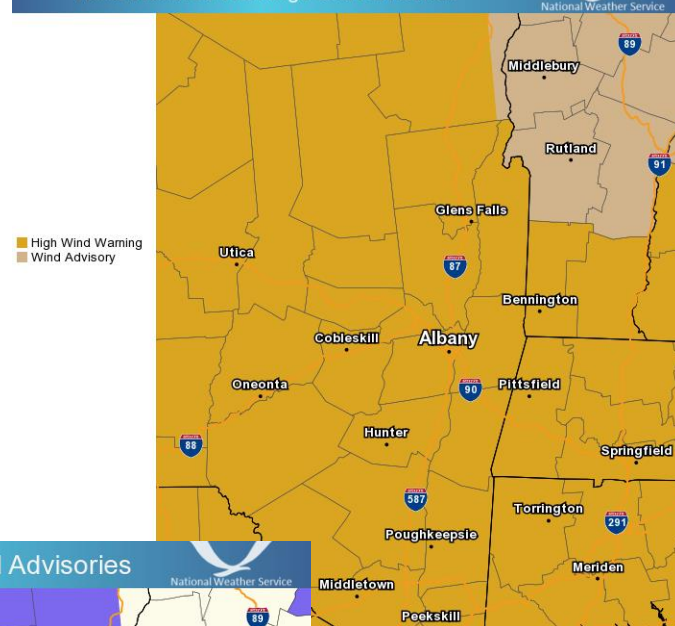 National Weather Service
89
Middlebury
Rutland
91
Glens Falls
High Wind Warning
Wind Advisory
Utica
87
Bennington
Cobleskill
Albany
Oneonta
90
Pittsfield
Hunter
88
Springfield
587
Torrington
291
Poughkeepsie
Advisories
National Weather Service
Meriden
Middletown
89
Peekskill